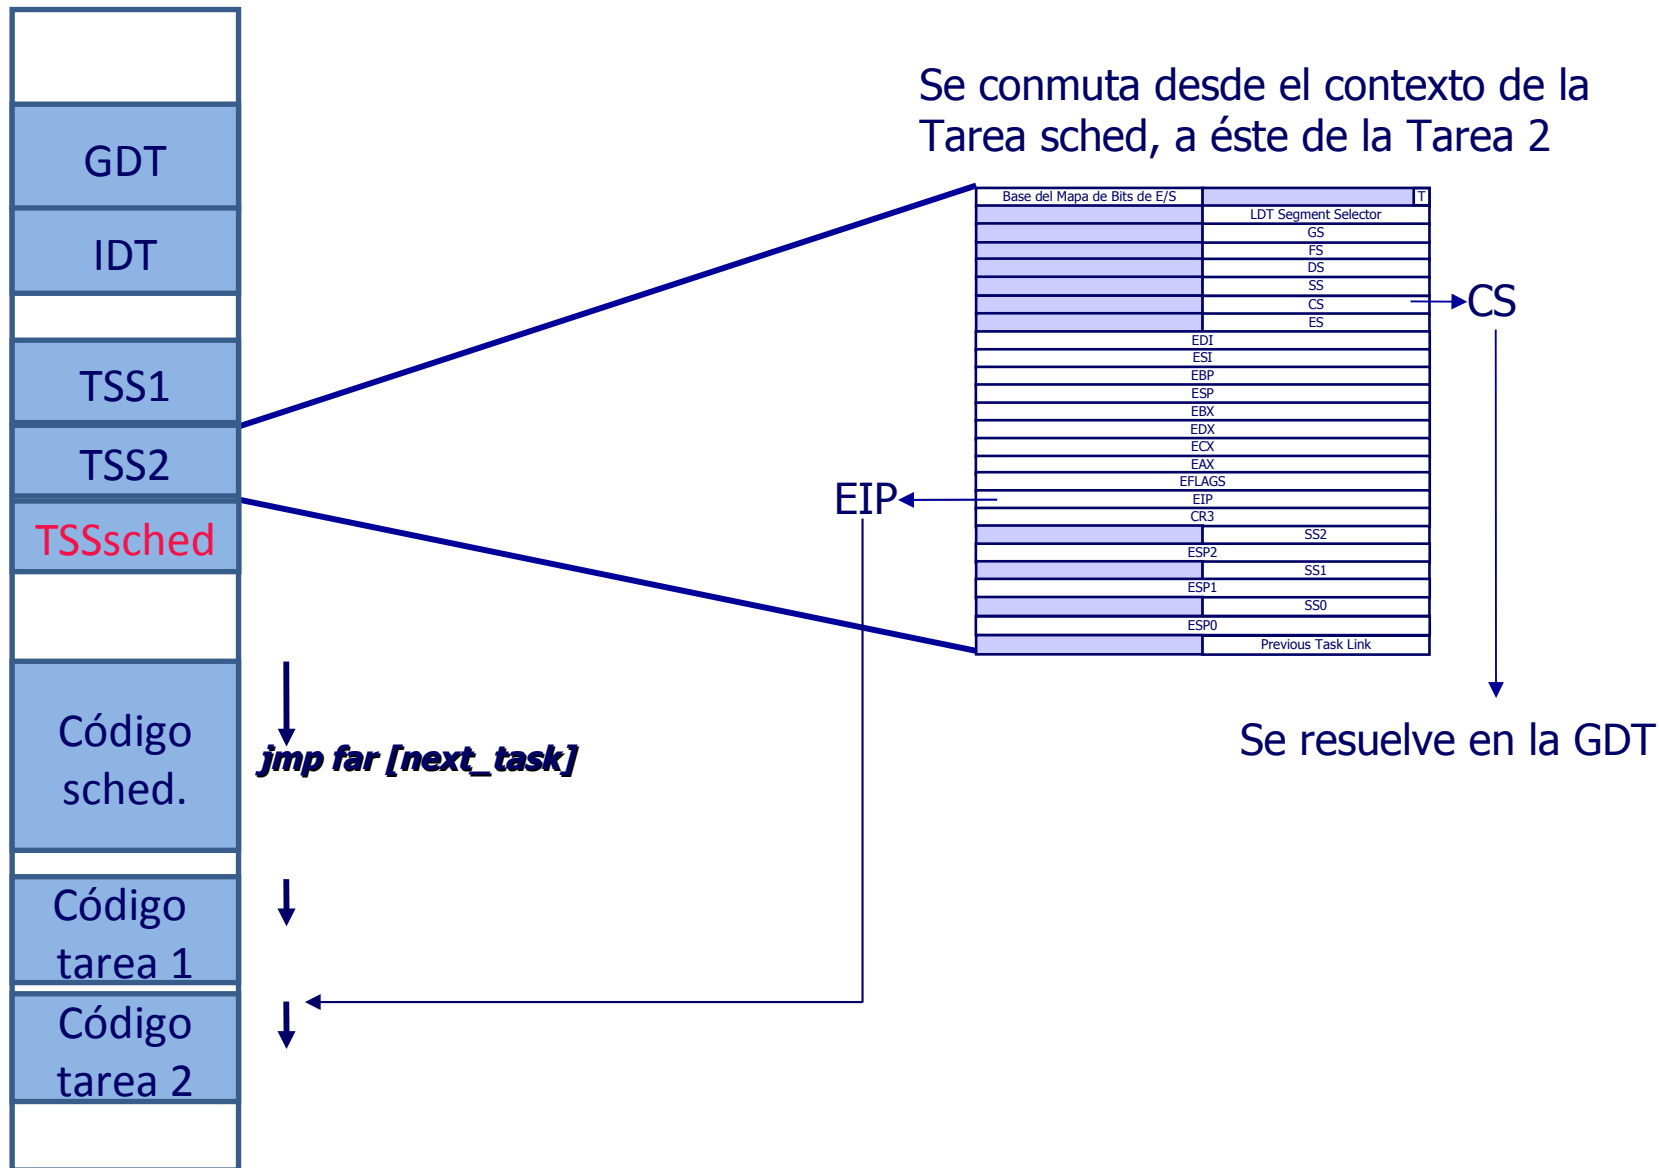 GDT
IDT
TSS1
TSS2
TSSsched
Código
sched.
Código
tarea 1
Código
tarea 2
jmp far [next_task]
Se conmuta desde el contexto de la
Tarea sched, a éste de la Tarea 2
Base del Mapa de Bits de E/S
T
LDT Segment Selector
GS
FS
DS
SS
CS
ES
EDI
ESI
EBP
ESP
EBX
EDX
ECX
EAX
EFLAGS
EIP
CR3
SS2
ESP2
SS1
ESP1
SS0
ESP0
Previous Task Link
CS
EIP
Se resuelve en la GDT